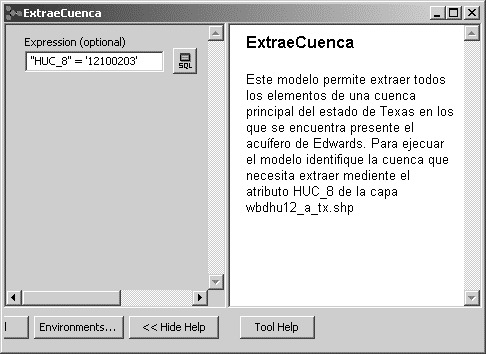 ExtraeCuenca
Expression (optional)
"HUC_8" = '12100203'
SQL
ExtraeCuenca
Este modelo permite extraer todos
los elementos de una cuenca
principal del estado de Texas en los
que se encuentra presente el
acuífero de Edwards. Para ejecuar
el modelo identifique la cuenca que
necesita extraer mediente el
atributo HUC_8 de la capa
wbdhu12_a_tx.shp
Environments...
<< Hide Help
Tool Help